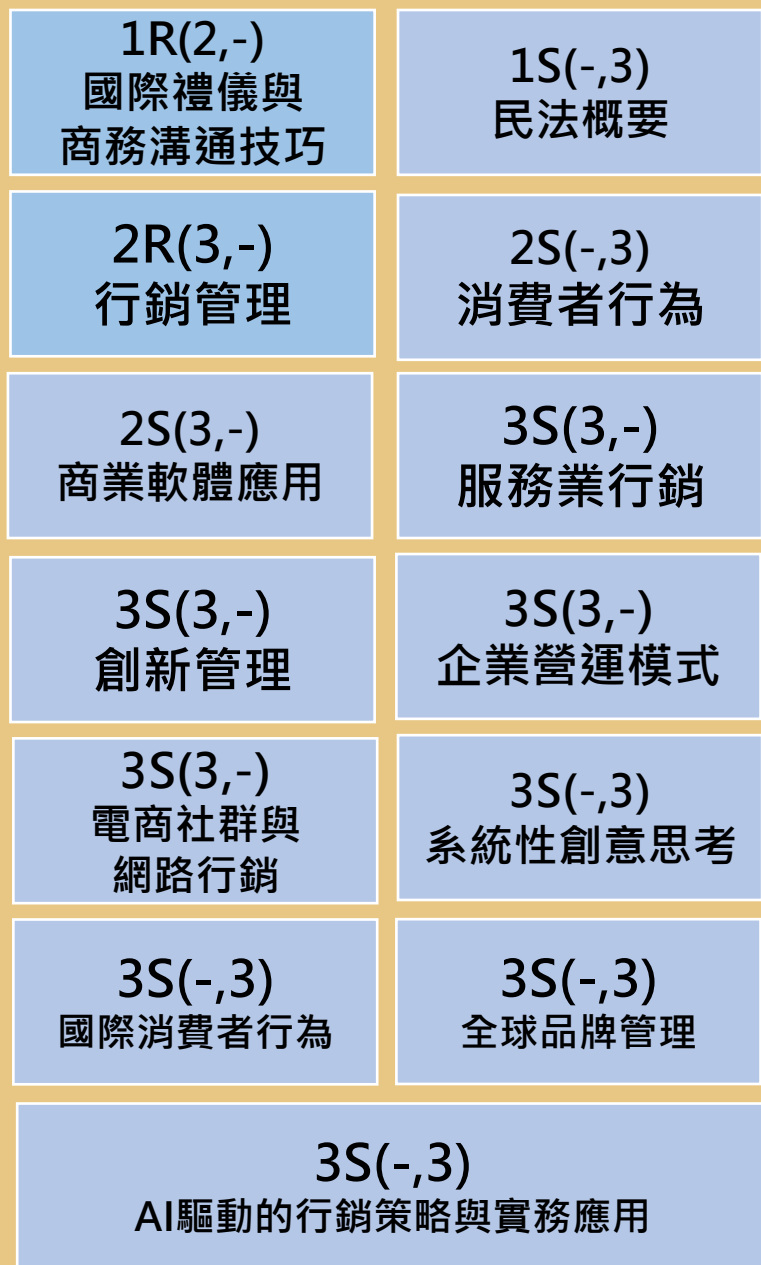 1R(2,-)
國際禮儀與
商務溝通技巧
1S(-,3)
民法概要
2R(3,-)
行銷管理
2S(-,3)
消費者行為
2S(3,-)
商業軟體應用
3S(3,-)
服務業行銷
3S(3,-)
創新管理
3S(3,-)
企業營運模式
3S(3,-)
電商社群與
網路行銷
3S(-,3)
系統性創意思考
3S(-,3)
國際消費者行為
3S(-,3)
全球品牌管理
3S(-,3)
AI驅動的行銷策略與實務應用